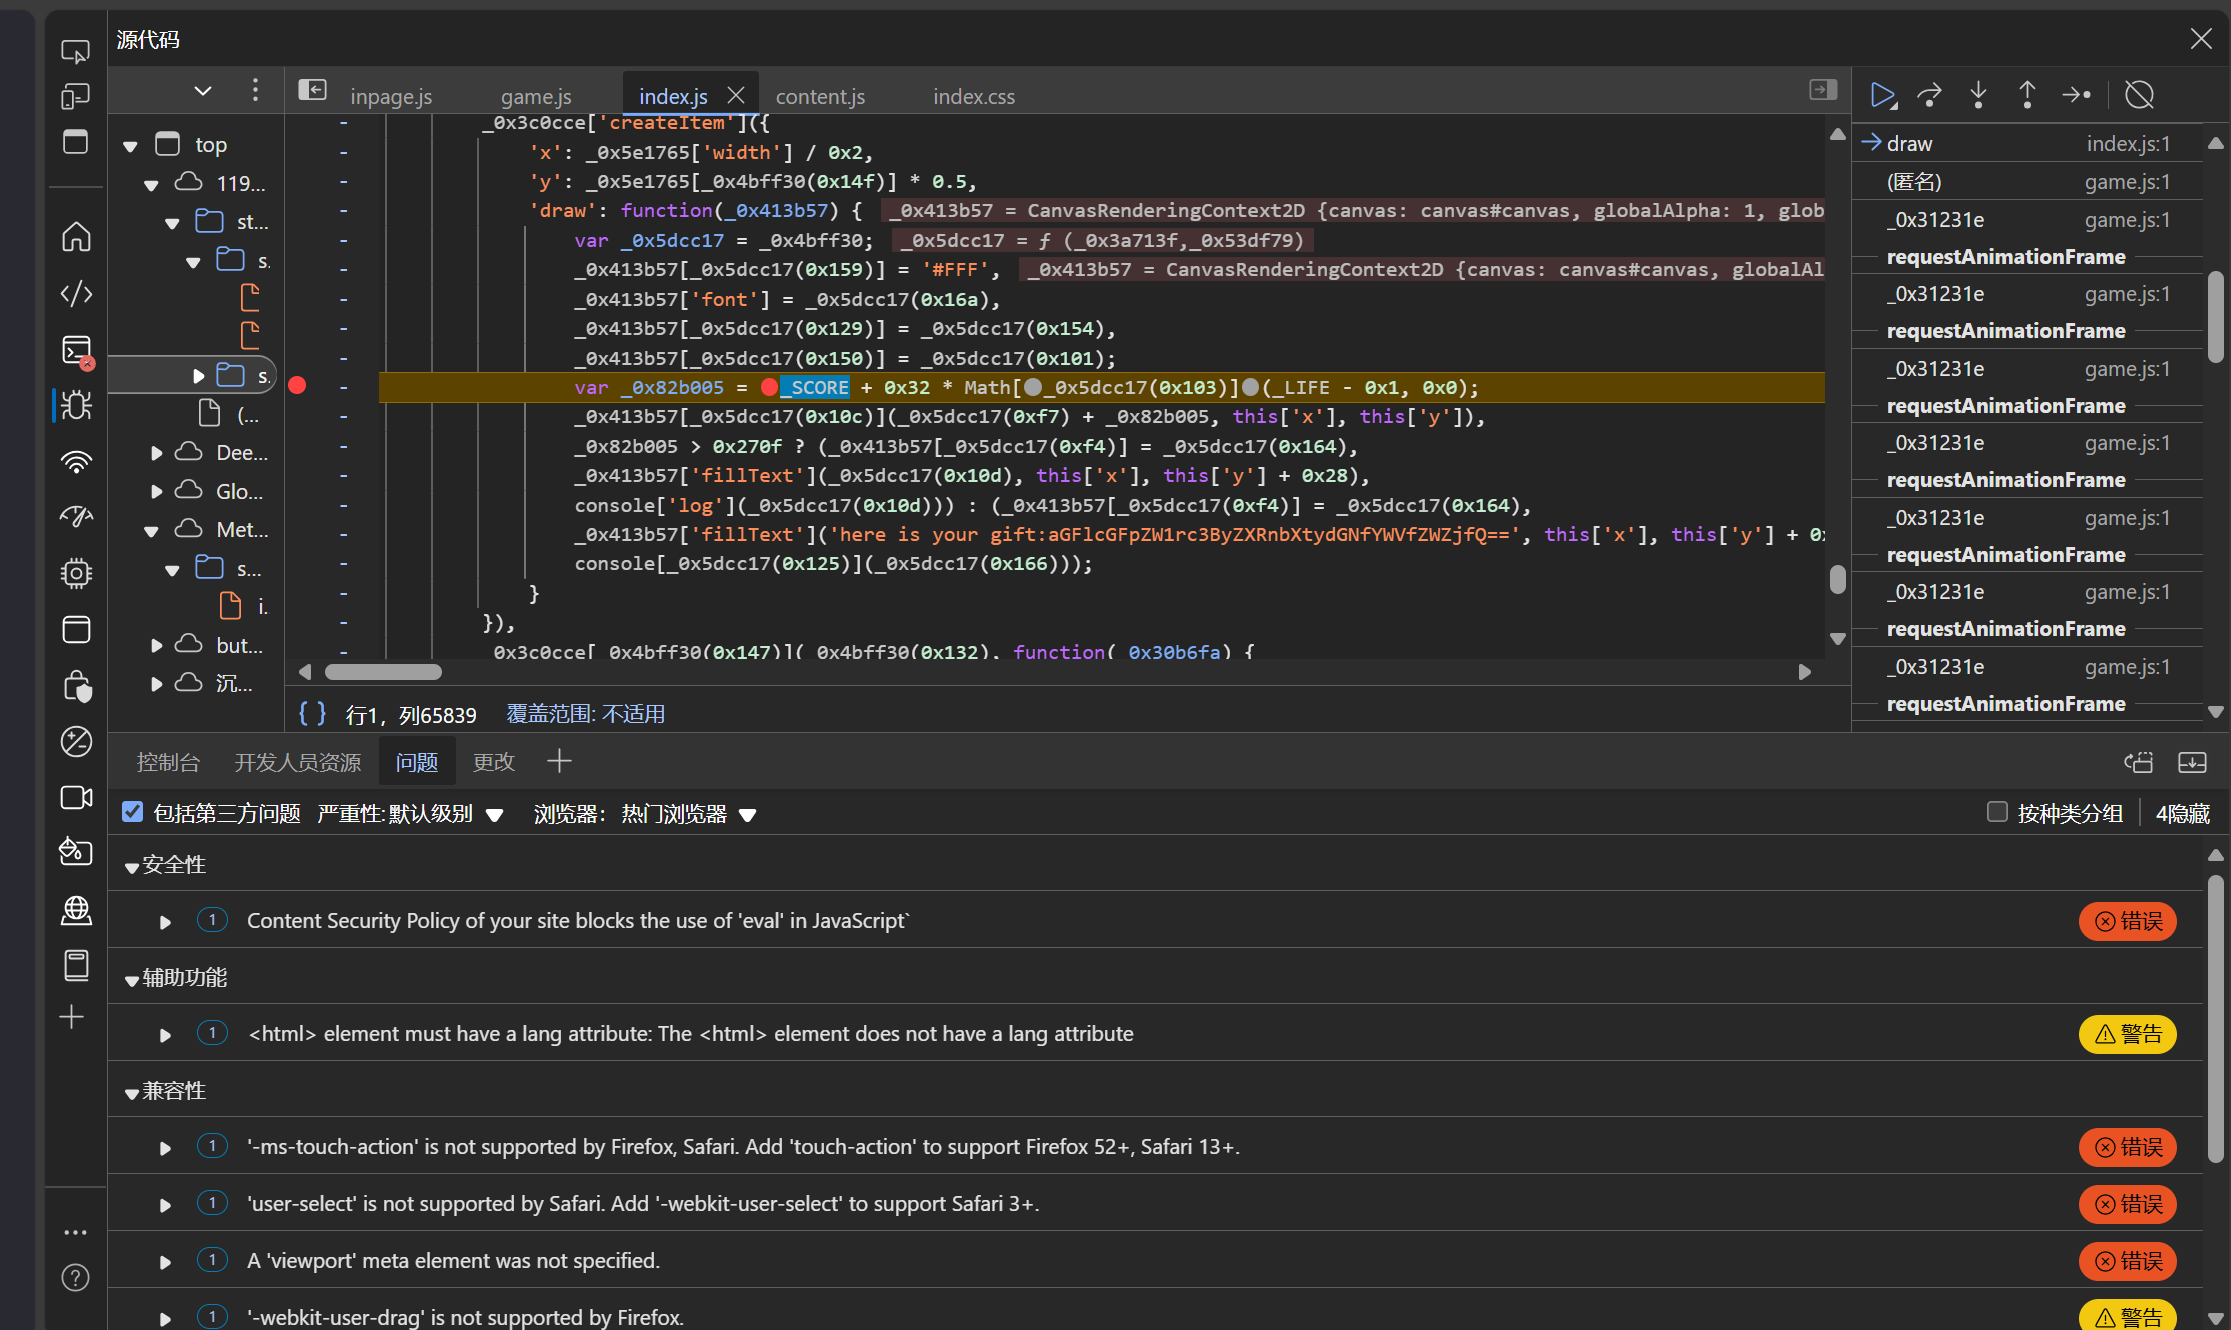 源代码
inpage.js
game.js
index.js
content.js
index.css
top
119...
st...
s.
s.
(...
Dee...
Glo...
Met...
s...
i.
but...
沉...
- _0x3c0cce['createItem']({
- 'x': _0x5e1765['width'] / 0x2,
- 'y': _0x5e1765[_0x4bff30(0x14f)] * 0.5,
- 'draw': function(_0x413b57) { _0x413b57 = CanvasRenderingContext2D {canvas: canvas#canvas, globalAlpha: 1, glob
- var _0x5dcc17 = _0x4bff30; _0x5dcc17 = ƒ (_0x3a713f,_0x53df79)
- _0x413b57[_0x5dcc17(0x159)] = '#FFF', _0x413b57 = CanvasRenderingContext2D {canvas: canvas#canvas, globalAl
- _0x413b57['font'] = _0x5dcc17(0x16a),
- _0x413b57[_0x5dcc17(0x129)] = _0x5dcc17(0x154),
- _0x413b57[_0x5dcc17(0x150)] = _0x5dcc17(0x101);
- var _0x82b005 = _SCORE + 0x32 * Math[_0x5dcc17(0x103)](_LIFE - 0x1, 0x0);
- _0x413b57[_0x5dcc17(0x10c)](_0x5dcc17(0xf7) + _0x82b005, this['x'], this['y']),
- _0x82b005 > 0x270f ? (_0x413b57[_0x5dcc17(0xf4)] = _0x5dcc17(0x164),
- _0x413b57['fillText'](_0x5dcc17(0x10d), this['x'], this['y'] + 0x28),
- console['log'](_0x5dcc17(0x10d))) : (_0x413b57[_0x5dcc17(0xf4)] = _0x5dcc17(0x164),
- _0x413b57['fillText']('here is your gift:aGFlcGFpZW1rc3ByZXRnbXtydGNfYWVfZWZjfQ==', this['x'], this['y'] + 0x
- console[_0x5dcc17(0x125)](_0x5dcc17(0x166)));
- }
- }),
- _0x3c0cce[_0x4bff30(0x147)](_0x4bff30(0x132), function(_0x30b6fa) {
{ } 行1，列65839 覆盖范围: 不适用
draw index.js:1
(匿名) game.js:1
_0x31231e game.js:1
requestAnimationFrame
_0x31231e game.js:1
requestAnimationFrame
_0x31231e game.js:1
requestAnimationFrame
_0x31231e game.js:1
requestAnimationFrame
_0x31231e game.js:1
requestAnimationFrame
_0x31231e game.js:1
requestAnimationFrame
_0x31231e game.js:1
requestAnimationFrame
控制台 开发人员资源 问题 更改
包括第三方问题 严重性: 默认级别 浏览器： 热门浏览器 按种类分组 4隐藏
安全性
1 Content Security Policy of your site blocks the use of 'eval' in JavaScript` 错误
辅助功能
1 <html> element must have a lang attribute: The <html> element does not have a lang attribute 警告
兼容性
1 '-ms-touch-action' is not supported by Firefox, Safari. Add 'touch-action' to support Firefox 52+, Safari 13+. 错误
1 'user-select' is not supported by Safari. Add '-webkit-user-select' to support Safari 3+. 错误
1 A 'viewport' meta element was not specified. 错误
1 '-webkit-user-drag' is not supported by Firefox. 警告